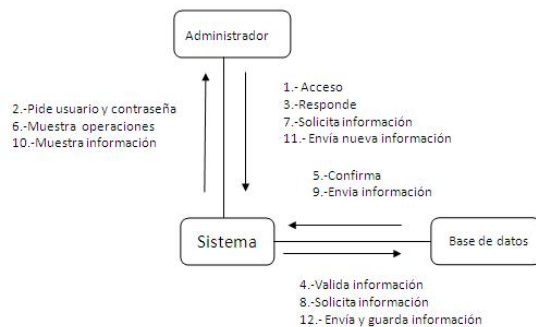 Administrador
1.- Acceso
3.-Responde
7.-Solicita información
11.- Envía nueva información
2.-Pide usuario y contraseña
6.-Muestra operaciones
10.-Muestra información
5.-Confirma
9.-Envía información
Sistema
Base de datos
4.-Valida información
8.-Solicita información
12.- Envía y guarda información